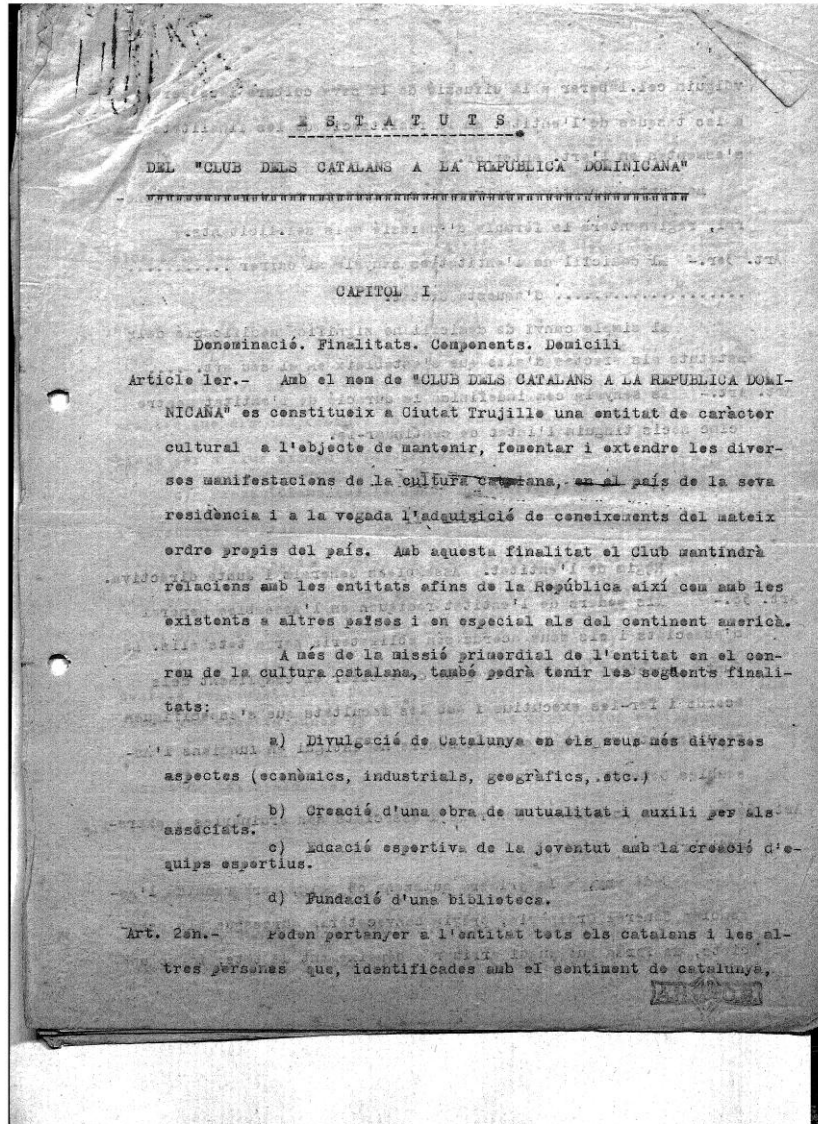 ESTATUTS
DEL "CLUB DELS CATALANS A LA REPUBLICA DOMINICANA"
CAPITOL I
Denominació. Finalitats. Components. Domicili
Article 1er.- Amb el nom de "CLUB DELS CATALANS A LA REPUBLICA DOMI-
NICAÑA" es constitueix a Ciutat Trujillo una entitat de caràcter
cultural a l'objecte de mantenir, fomentar i extendre les diver-
ses manifestacions de la cultura catalana, en el país de la seva
residència i a la vegada l'adquisició de coneixements del mateix
ordre propis del país. Amb aquesta finalitat el Club mantindrà
relacions amb les entitats afins de la República així com amb les
existents a altres països i en especial als del continent americà.
A més de la missió primordial de l'entitat en el con-
reu de la cultura catalana, també podrà tenir les següents finali-
tats:
a) Divulgació de Catalunya en els seus més diverses
aspectes (econòmics, industrials, geogràfics, etc.)
b) Creació d'una obra de mutualitat i auxili per als
associats.
c) Edcació esportiva de la joventut amb la creació d'e-
quips esportius.
d) Fundació d'una biblioteca.
Art. 2on.- Poden pertanyer a l'entitat tots els catalans i les al-
tres persones que, identificades amb el sentiment de catalunya,